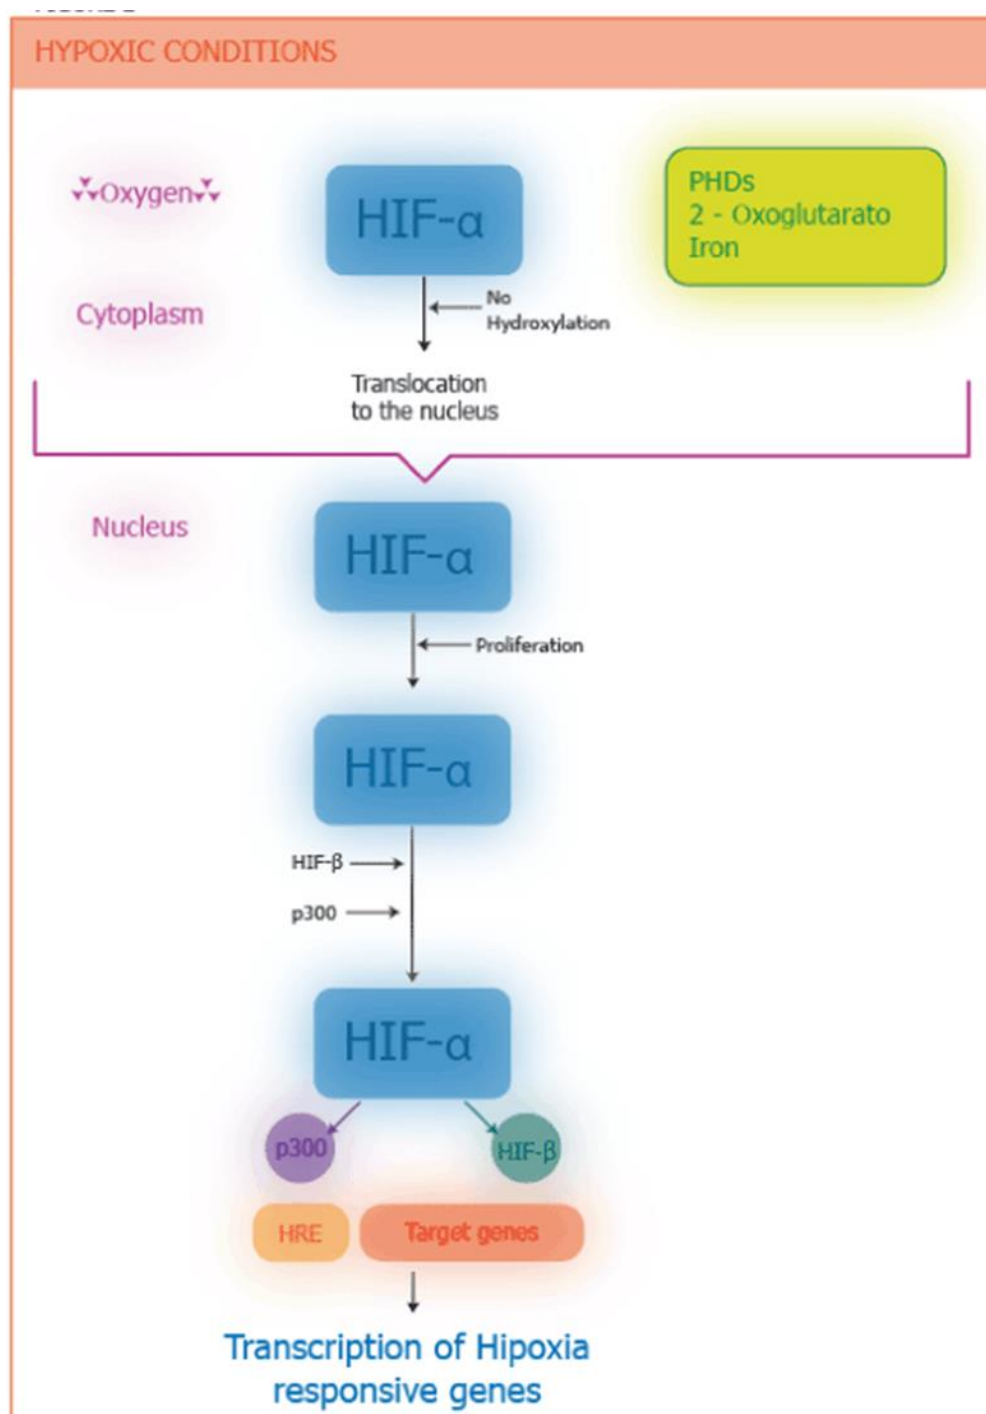 HYPOXIC CONDITIONS
Oxygen
HIF-α
PHDs
2 - Oxoglutarato
Iron
Cytoplasm
No
Hydroxylation
Translocation
to the nucleus
Nucleus
HIF-α
Proliferation
HIF-α
HIF-β
p300
HIF-α
p300
HIF-β
HRE
Target genes
Transcription of Hipoxia
responsive genes